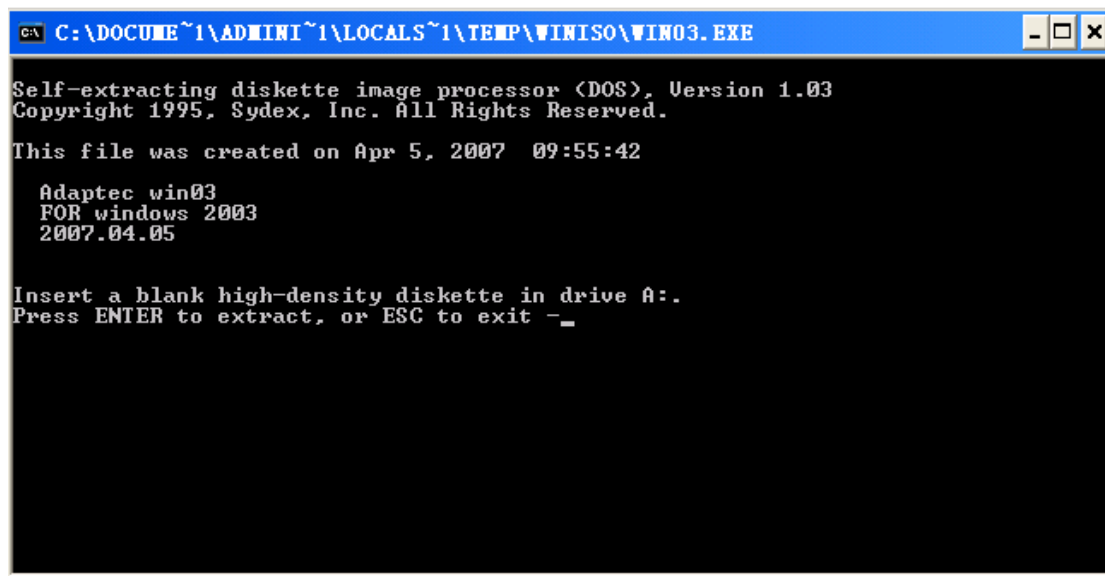 C:\DOCUME~1\ADMINI~1\LOCALS~1\TEMP\WINISO\WIN03.EXE
Self-extracting diskette image processor (DOS), Version 1.03
Copyright 1995, Sydex, Inc. All Rights Reserved.
This file was created on Apr 5, 2007  09:55:42
Adaptec win03
FOR windows 2003
2007.04.05
Insert a blank high-density diskette in drive A:.
Press ENTER to extract, or ESC to exit -_